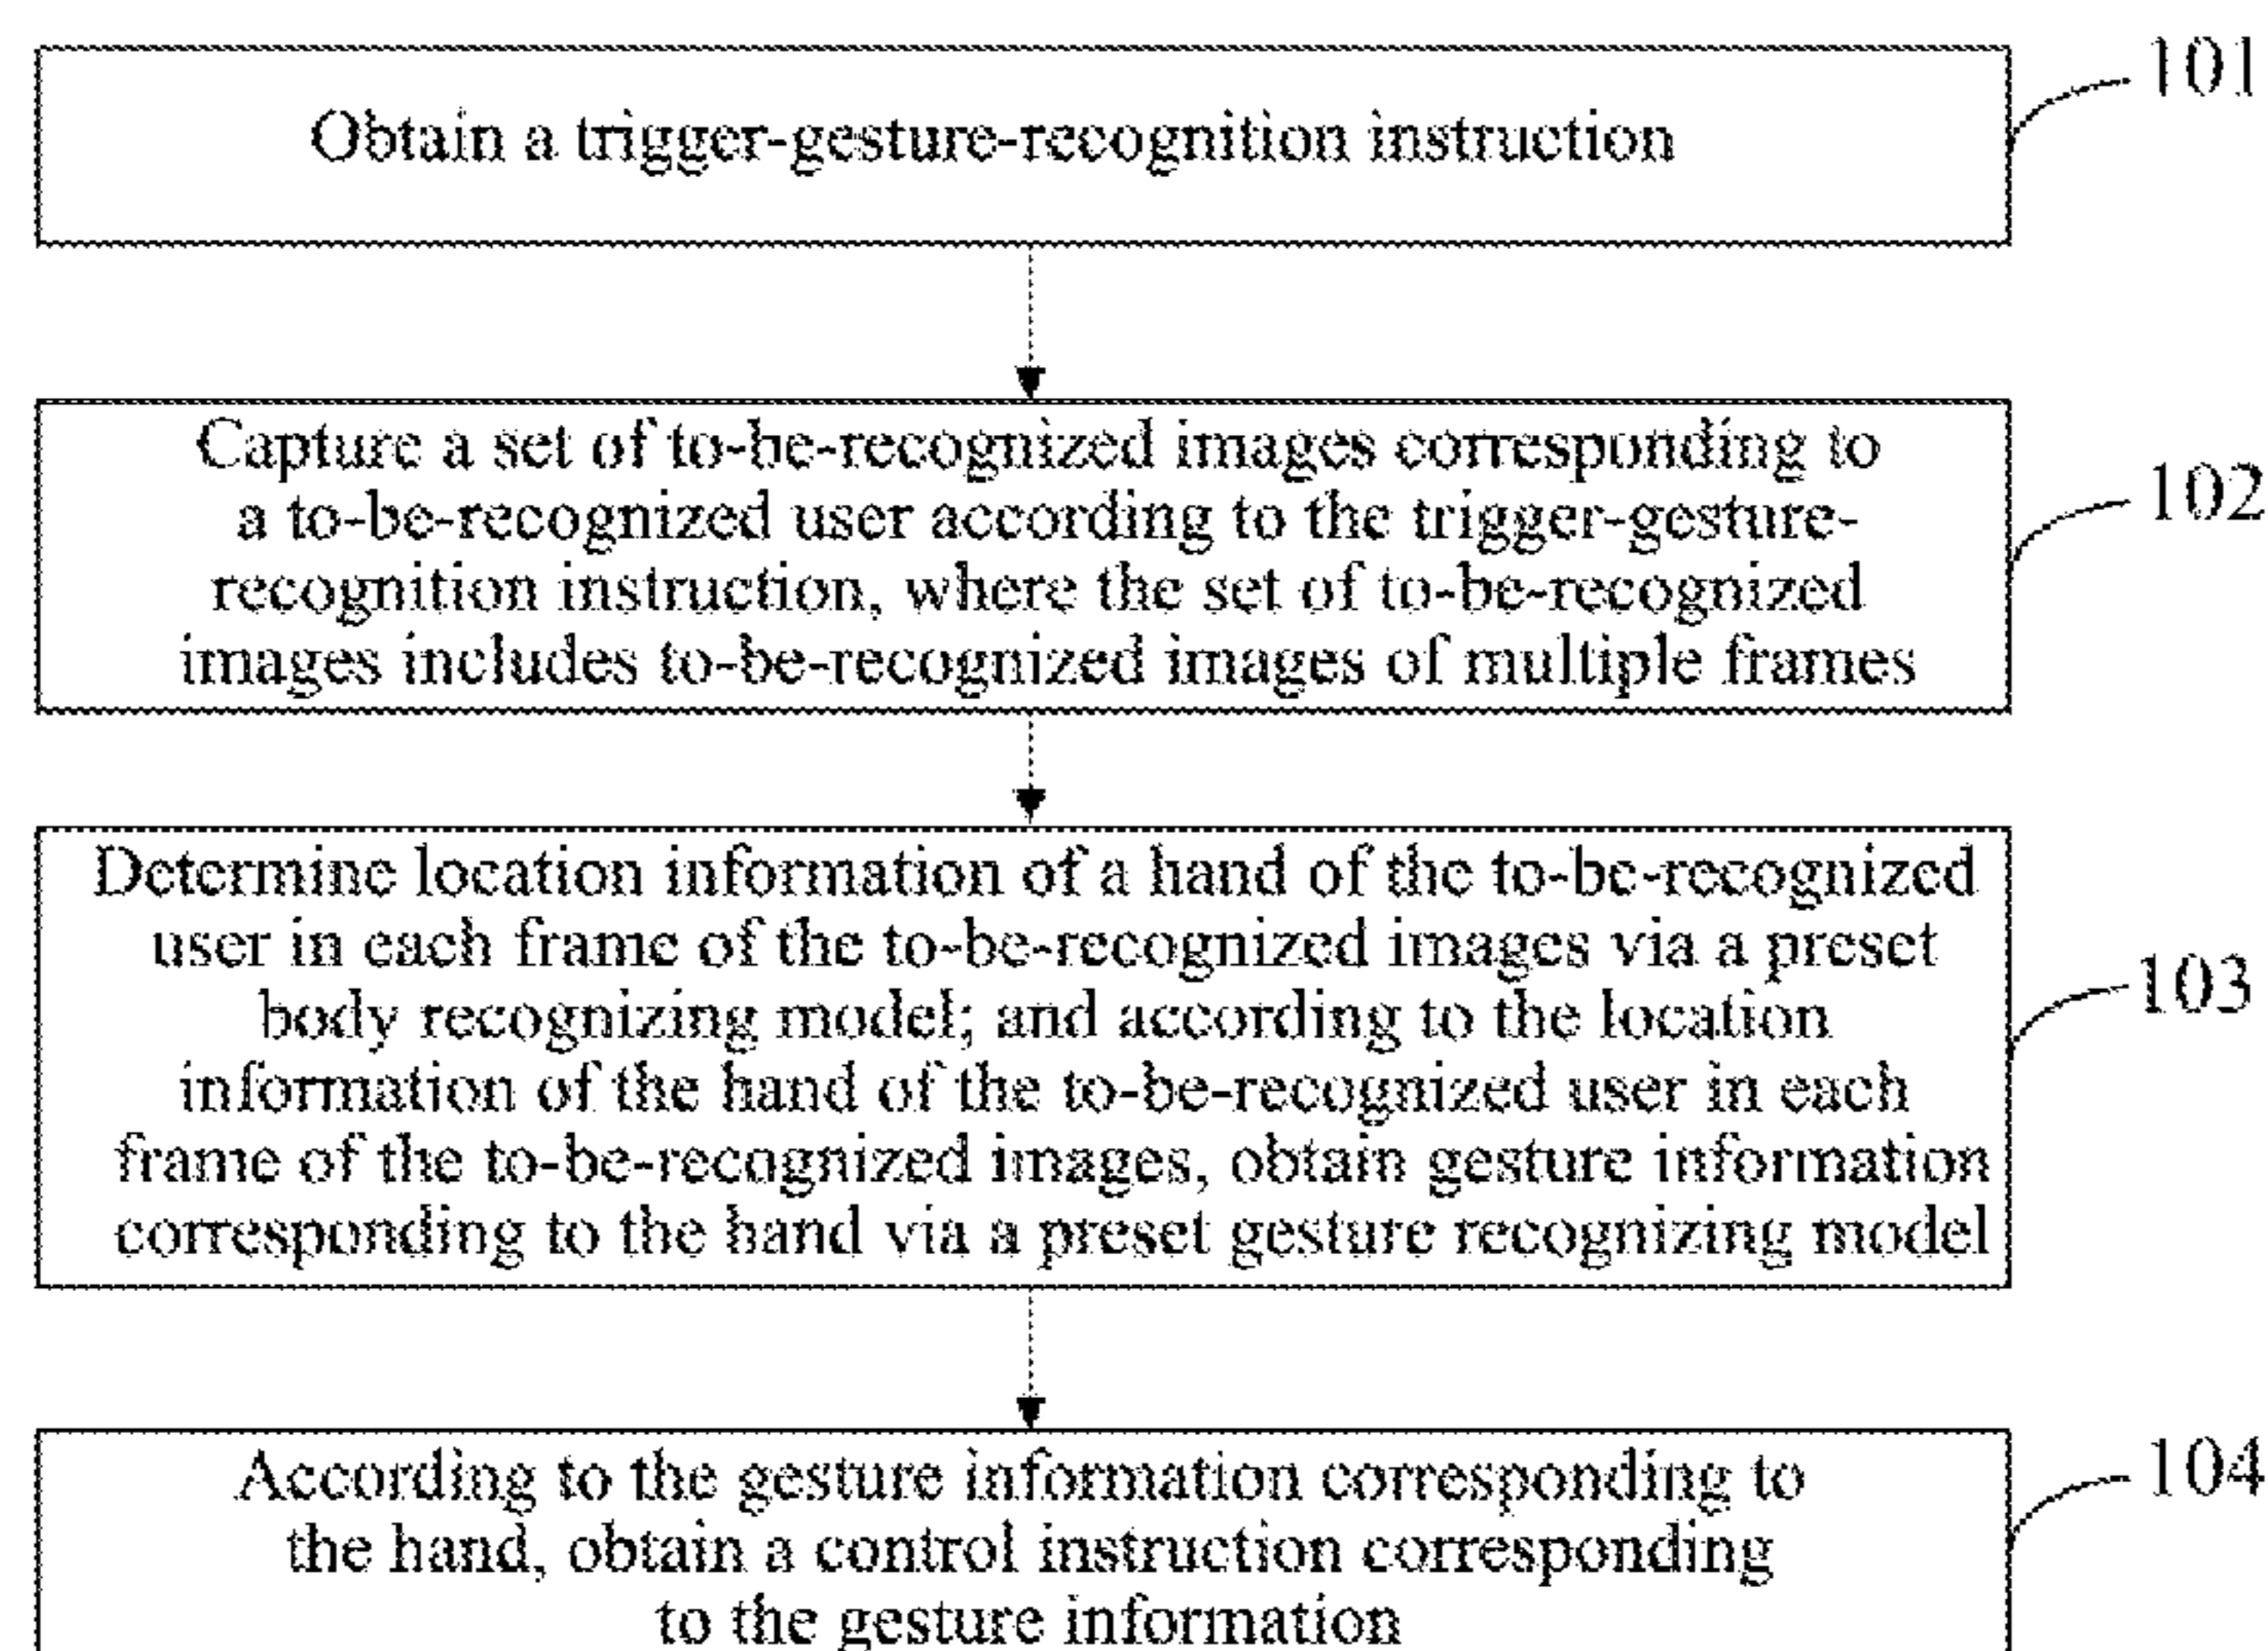 Obtain a trigger-gesture-recognition instruction
101
Capture a set of to-be-recognized images corresponding to
a to-be-recognized user according to the trigger-gesture-
recognition instruction, where the set of to-be-recognized
images includes to-be-recognized images of multiple frames
102
Determine location information of a hand of the to-be-recognized
user in each frame of the to-be-recognized images via a preset
body recognizing model; and according to the location
information of the hand of the to-be-recognized user in each
frame of the to-be-recognized images, obtain gesture information
corresponding to the hand via a preset gesture recognizing model
103
According to the gesture information corresponding to
the hand, obtain a control instruction corresponding
to the gesture information
104